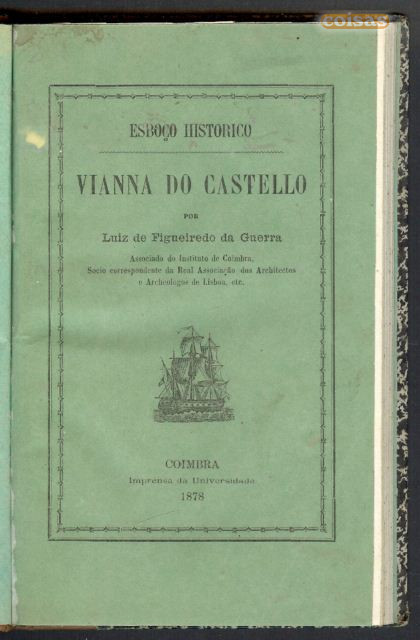 coisas
ESBOÇO HISTORICO
VIANNA DO CASTELLO
POR
Luiz de Figueiredo da Guerra
Associado do Instituto de Coimbra,
Socio correspondente da Real Associação dos Architectos
e Archeologos de Lisboa, etc.
COIMBRA
Imprensa da Universidade
1878